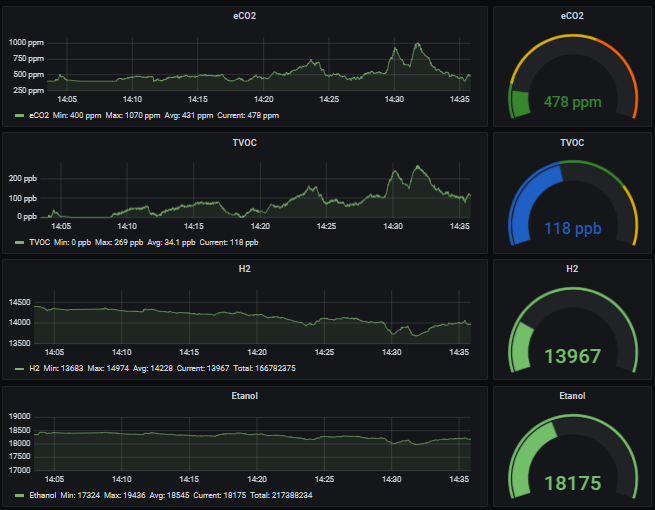 eCO2
1000 ppm
750 ppm
500 ppm
250 ppm
14:05 14:10 14:15 14:20 14:25 14:30 14:35
eCO2 Min: 400 ppm Max: 1070 ppm Avg: 431 ppm Current: 478 ppm
eCO2
478 ppm
TVOC
200 ppb
100 ppb
0 ppb
14:05 14:10 14:15 14:20 14:25 14:30 14:35
TVOC Min: 0 ppb Max: 269 ppb Avg: 34.1 ppb Current: 118 ppb
TVOC
118 ppb
H2
14500
14000
13500
14:05 14:10 14:15 14:20 14:25 14:30 14:35
H2 Min: 13683 Max: 14974 Avg: 14228 Current: 13967 Total: 166782375
H2
13967
Etanol
19000
18500
18000
17500
17000
14:05 14:10 14:15 14:20 14:25 14:30 14:35
Ethanol Min: 17324 Max: 19436 Avg: 18545 Current: 18175 Total: 217388234
Etanol
18175